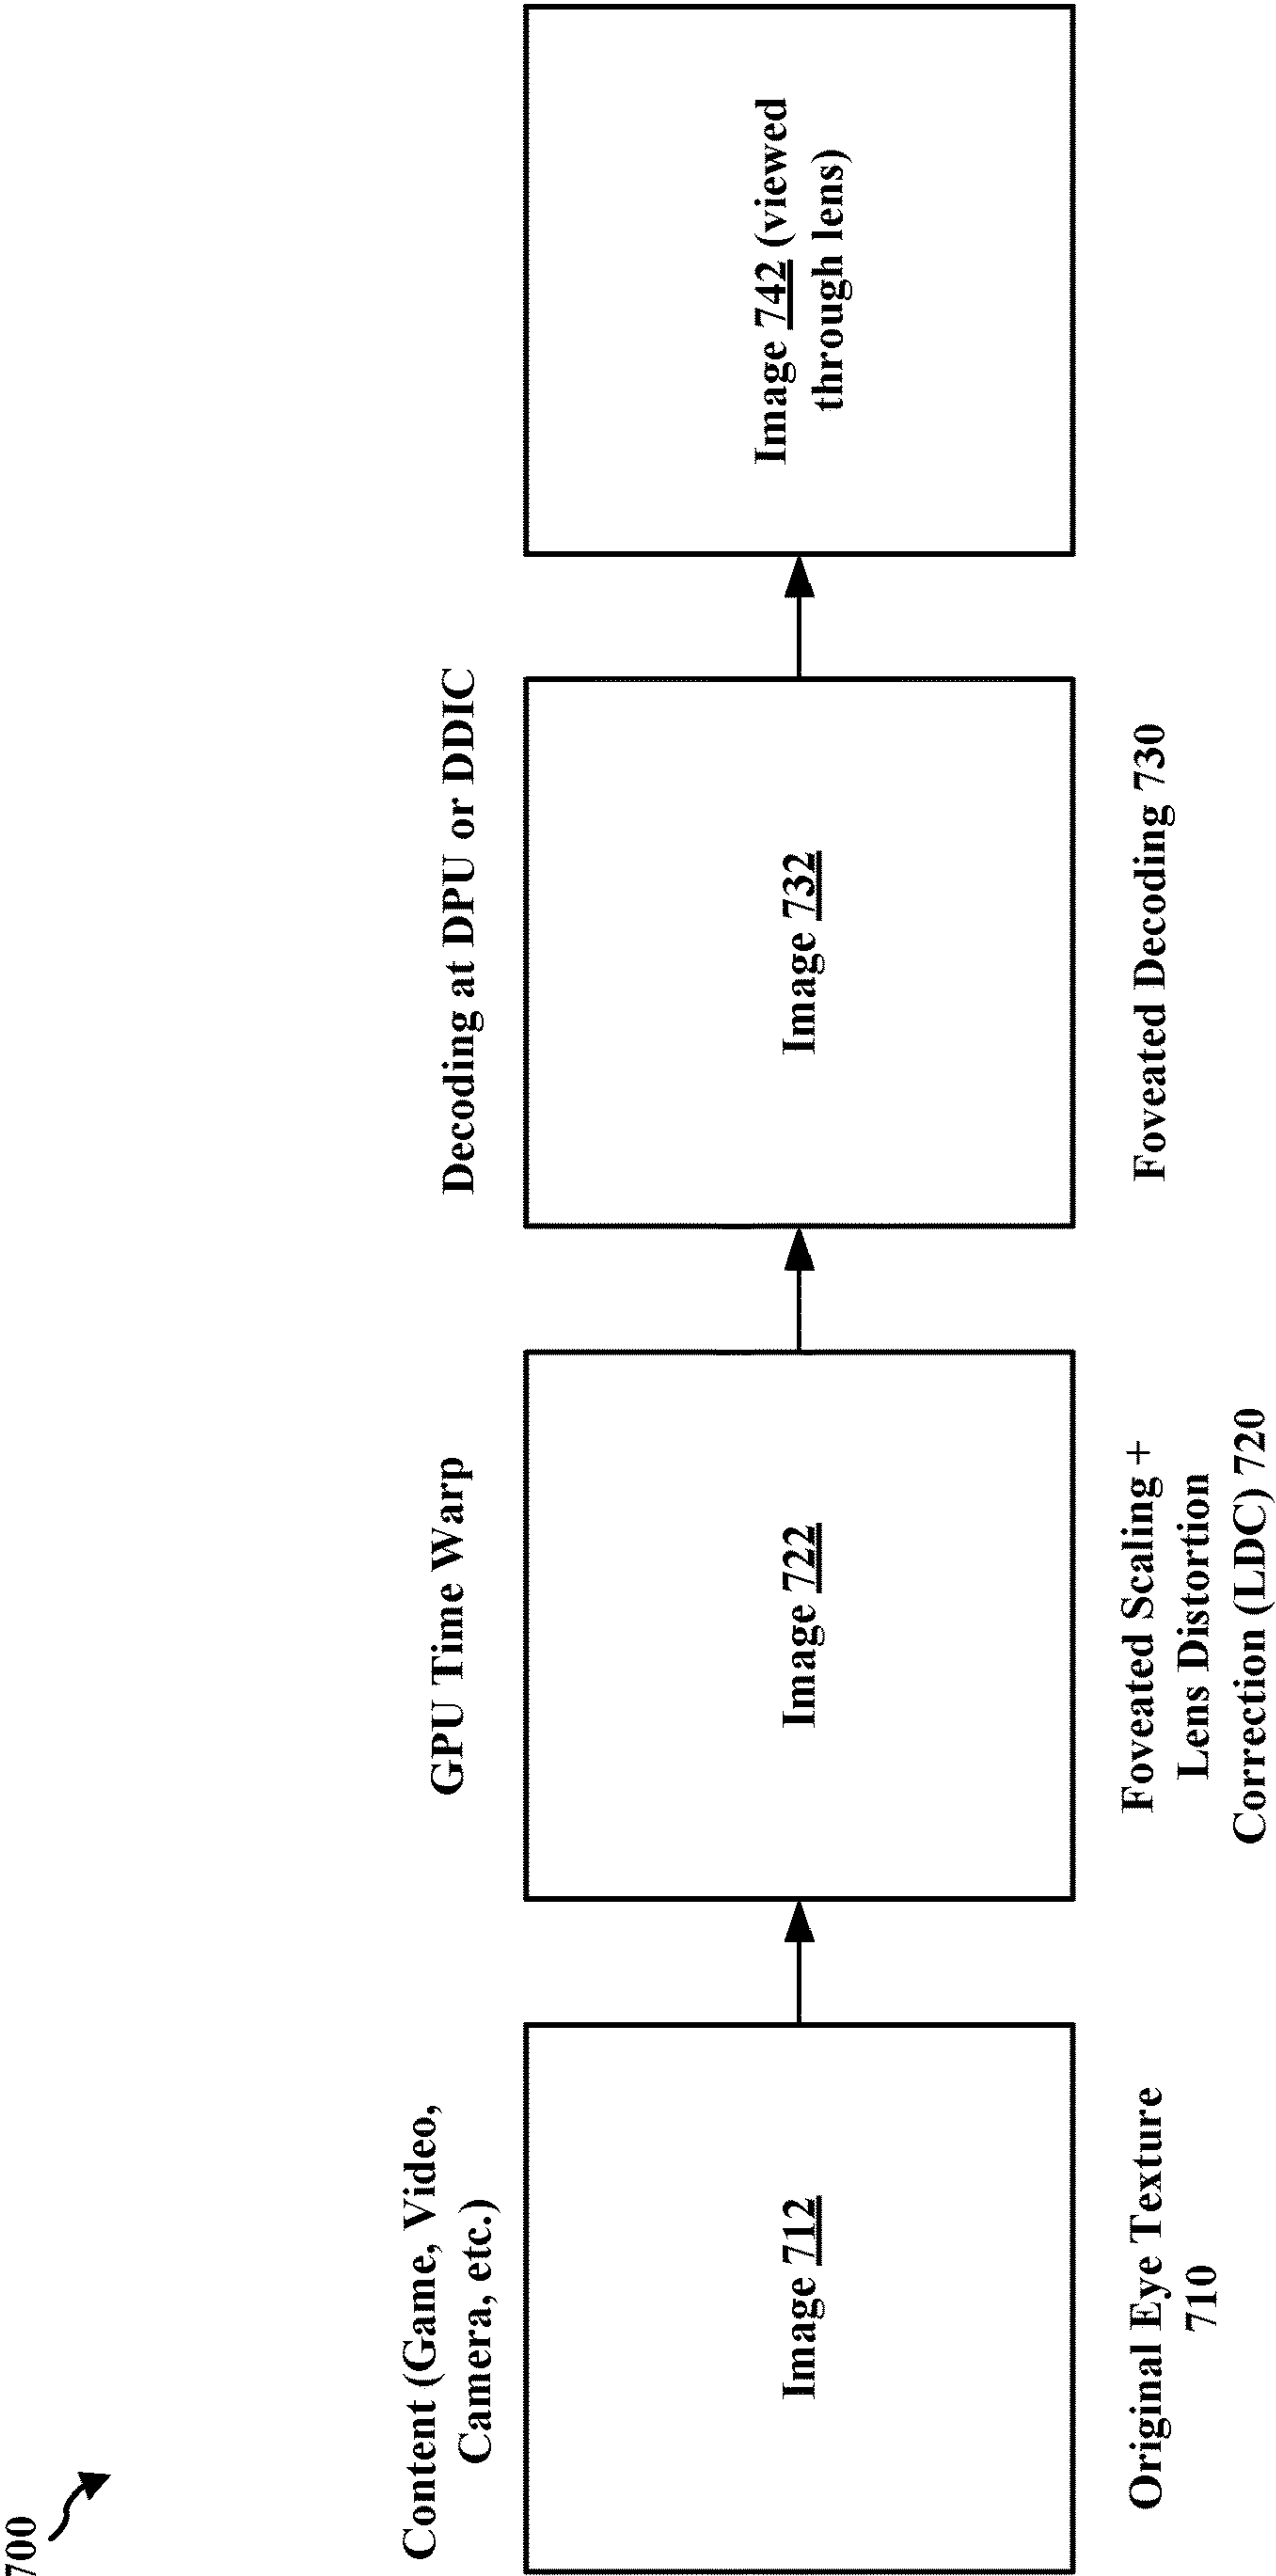 700
Content (Game, Video,
Camera, etc.)
Image 712
Original Eye Texture
710
GPU Time Warp
Image 722
Foveated Scaling +
Lens Distortion
Correction (LDC) 720
Decoding at DPU or DDIC
Image 732
Foveated Decoding 730
Image 742 (viewed
through lens)